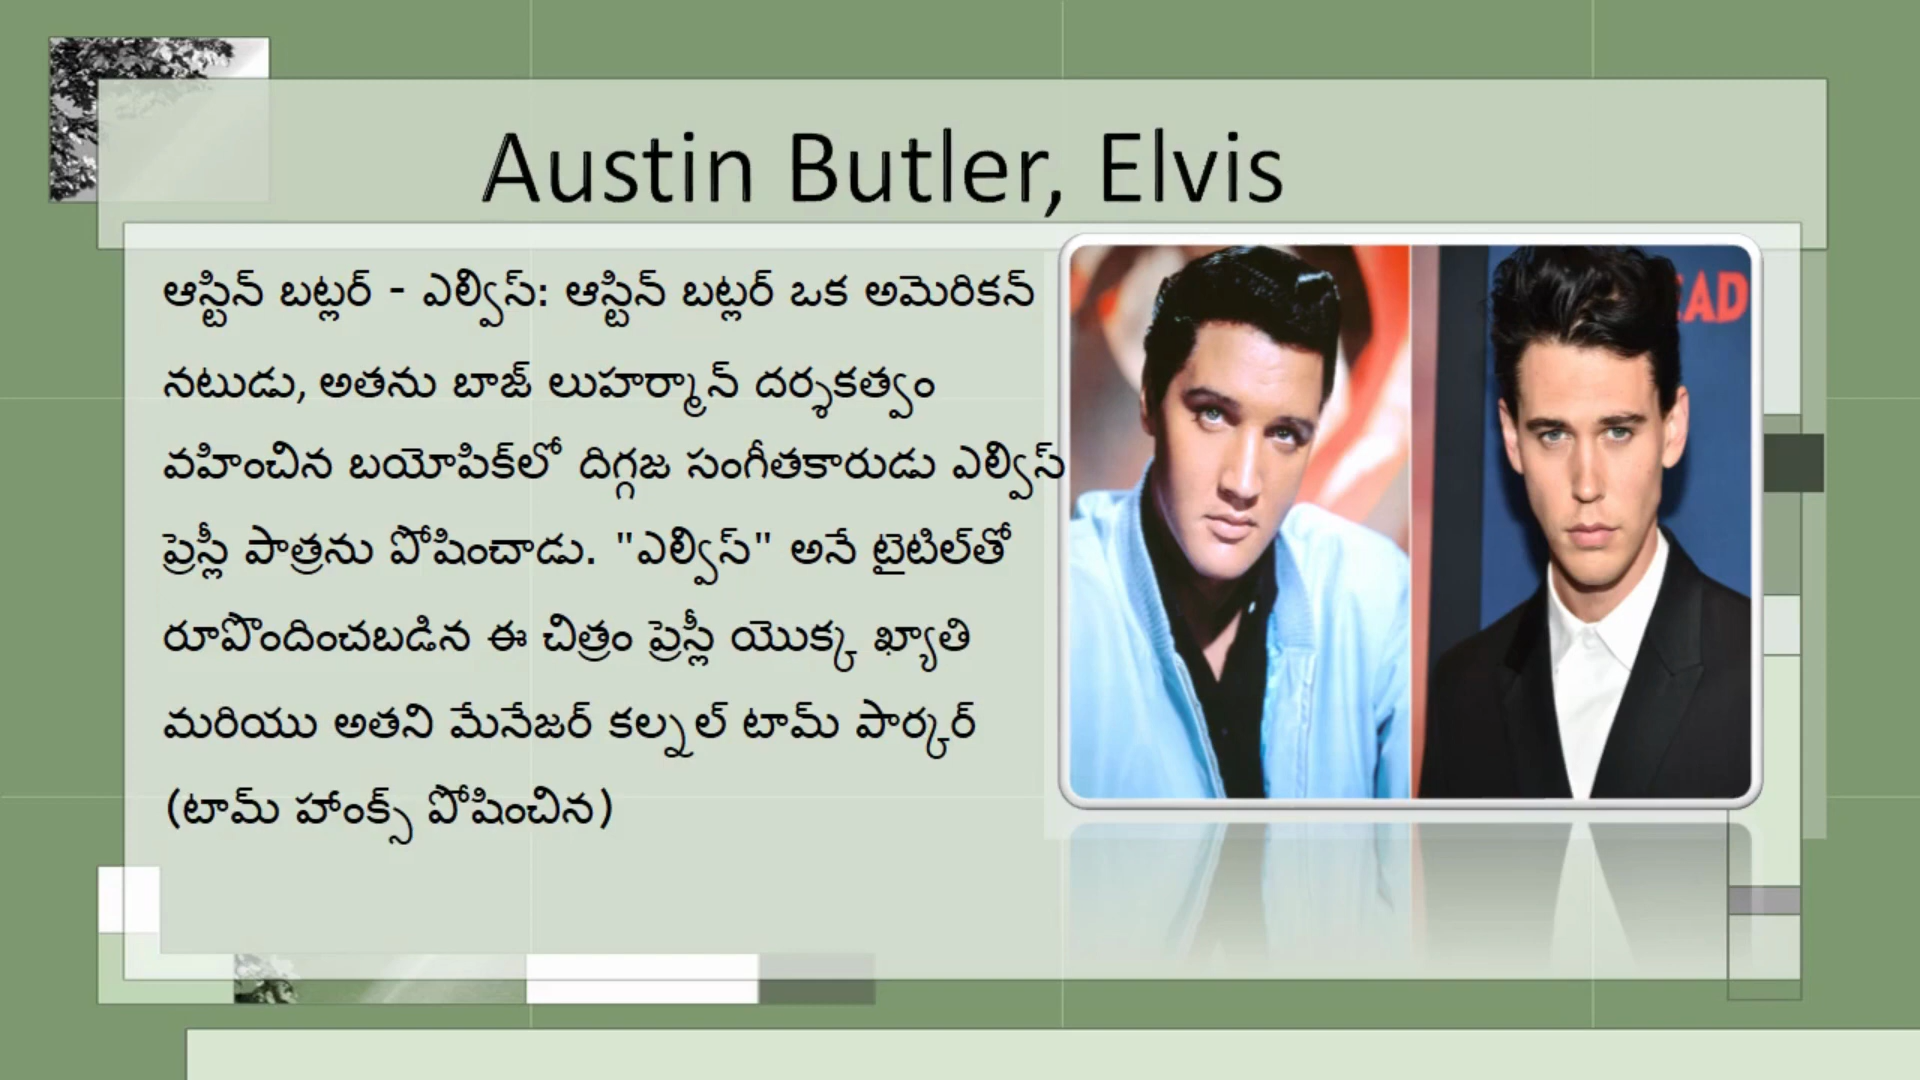 Austin Butler, Elvis
ఆస్టిన్ బట్లర్ - ఎల్విస్: ఆస్టిన్ బట్లర్ ఒక అమెరికన్
నటుడు, అతను బాజ్ లుహర్మాన్ దర్శకత్వం
వహించిన బయోపిక్‌లో దిగ్గజ సంగీతకారుడు ఎల్విస్
ప్రెస్లీ పాత్రను పోషించాడు. "ఎల్విస్" అనే టైటిల్‌తో
రూపొందించబడిన ఈ చిత్రం ప్రెస్లీ యొక్క ఖ్యాతి
మరియు అతని మేనేజర్ కల్నల్ టామ్ పార్కర్
(టామ్ హాంక్స్ పోషించిన)
EAD